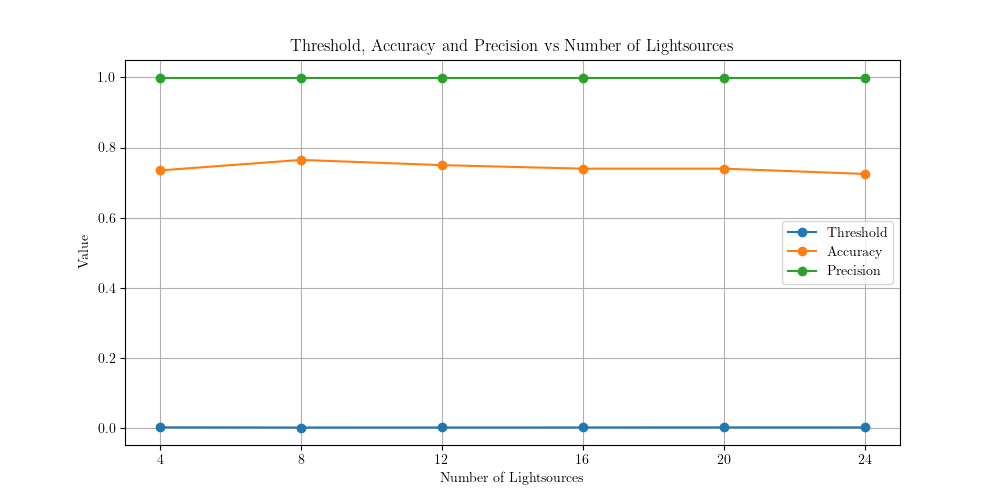 Threshold, Accuracy and Precision vs Number of Lightsources
1.0
0.8
0.6
0.4
0.2
0.0
Value
Threshold
Accuracy
Precision
4 8 12 16 20 24
Number of Lightsources